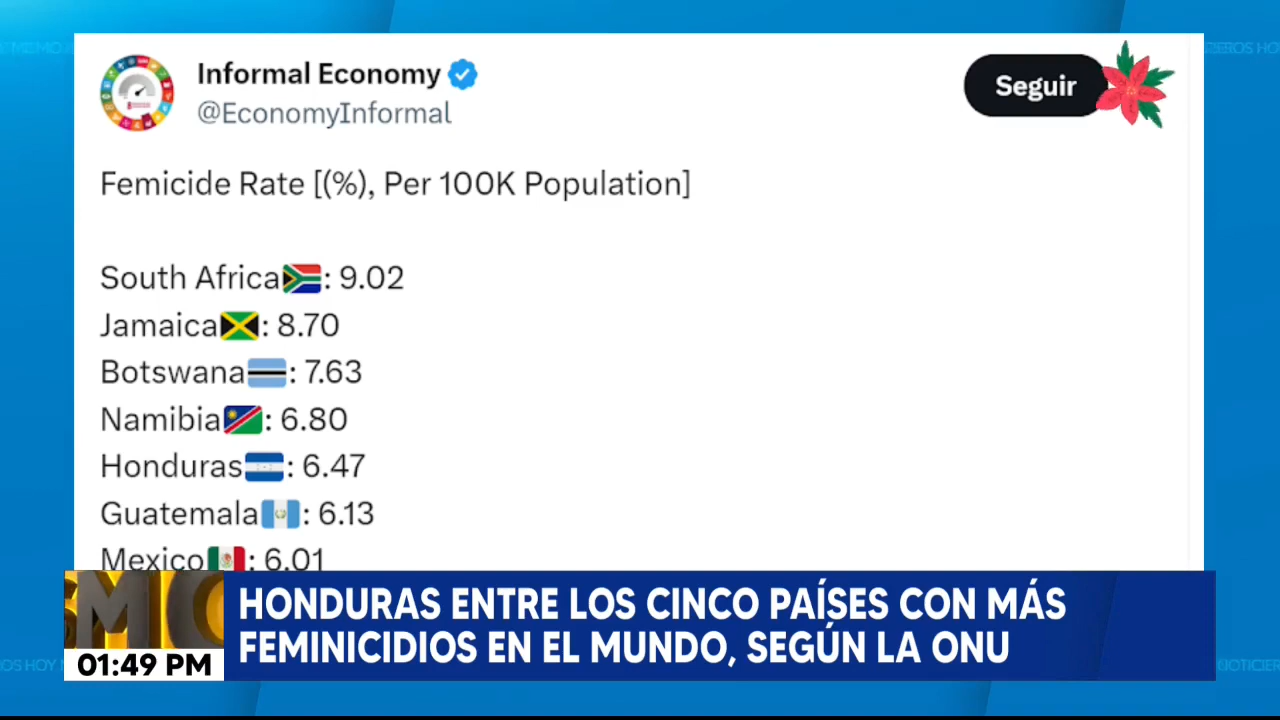 Informal Economy
@EconomyInformal
Seguir
Femicide Rate [(%), Per 100K Population]
South Africa🇿🇦: 9.02
Jamaica🇯🇲: 8.70
Botswana🇧🇼: 7.63
Namibia🇳🇦: 6.80
Honduras🇭🇳: 6.47
Guatemala🇬🇹: 6.13
Mexico🇲🇽: 6.01
HONDURAS ENTRE LOS CINCO PAÍSES CON MÁS
FEMINICIDIOS EN EL MUNDO, SEGÚN LA ONU
01:49 PM